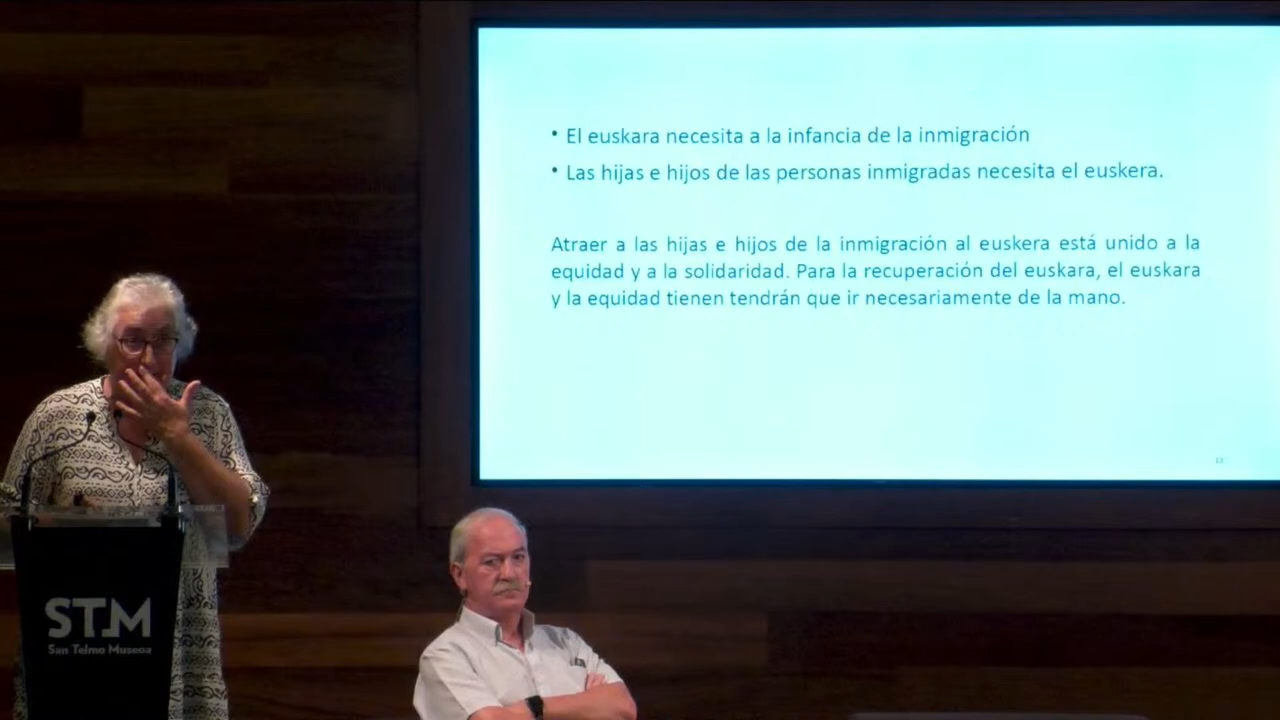 • El euskara necesita a la infancia de la inmigración
• Las hijas e hijos de las personas inmigradas necesita el euskera.
Atraer a las hijas e hijos de la inmigración al euskera está unido a la
equidad y a la solidaridad. Para la recuperación del euskara, el euskara
y la equidad tienen tendrán que ir necesariamente de la mano.
STM
San Telmo Museoa